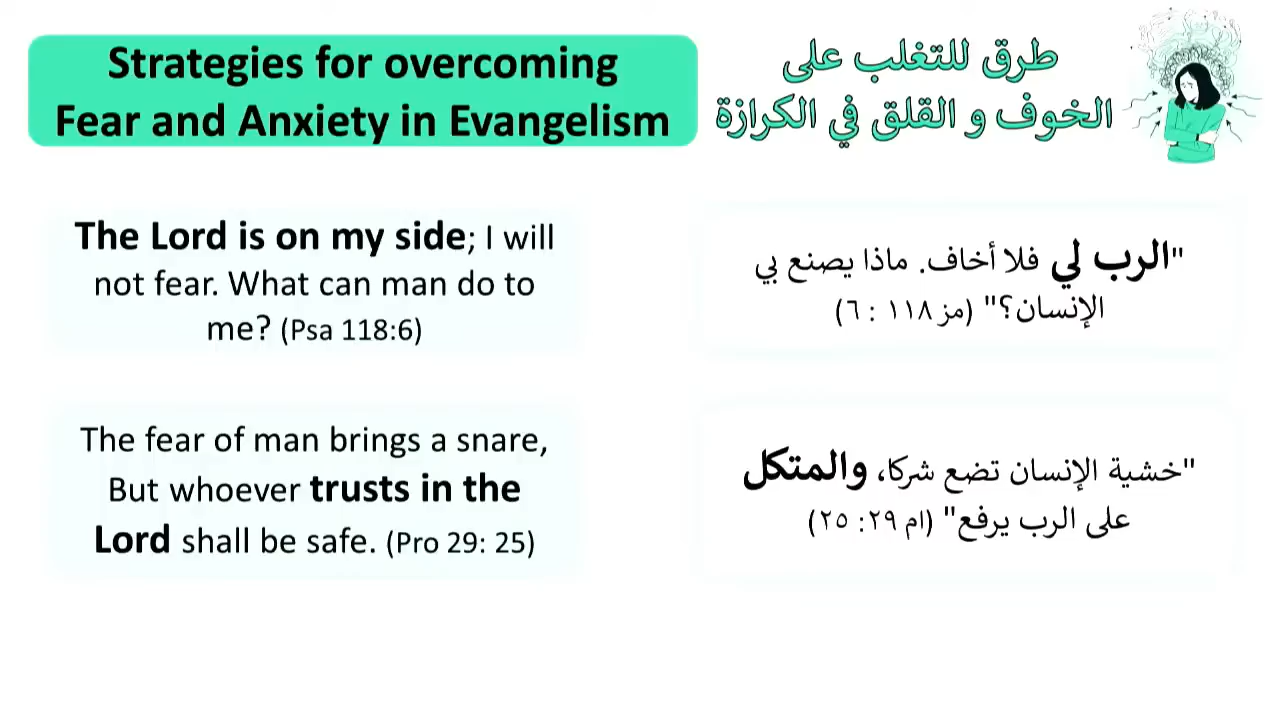 Strategies for overcoming
Fear and Anxiety in Evangelism
طرق للتغلب على
الخوف و القلق في الكرازة
The Lord is on my side; I will
not fear. What can man do to
me? (Psa 118:6)
"الرب لي فلا أخاف. ماذا يصنع بي
الإنسان؟" (مز ١١٨ : ٦)
The fear of man brings a snare,
But whoever trusts in the
Lord shall be safe. (Pro 29: 25)
"خشية الإنسان تضع شركا، والمتكل
على الرب يرفع" (ام ٢٩: ٢٥)